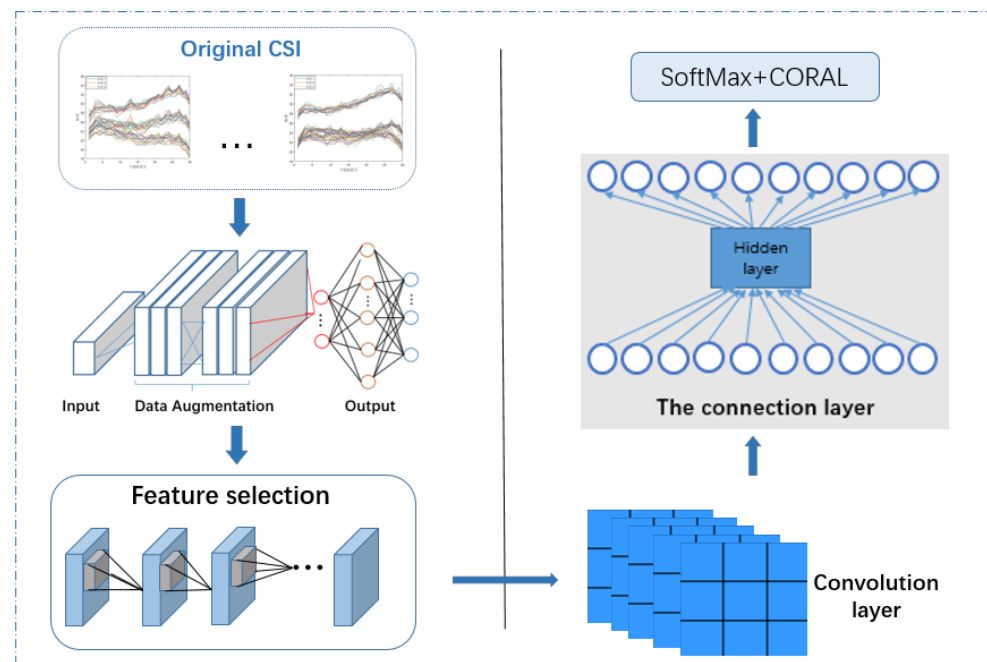 Original CSI
...
Input
Data Augmentation
Output
Feature selection
SoftMax+CORAL
Hidden
layer
The connection layer
Convolution
layer